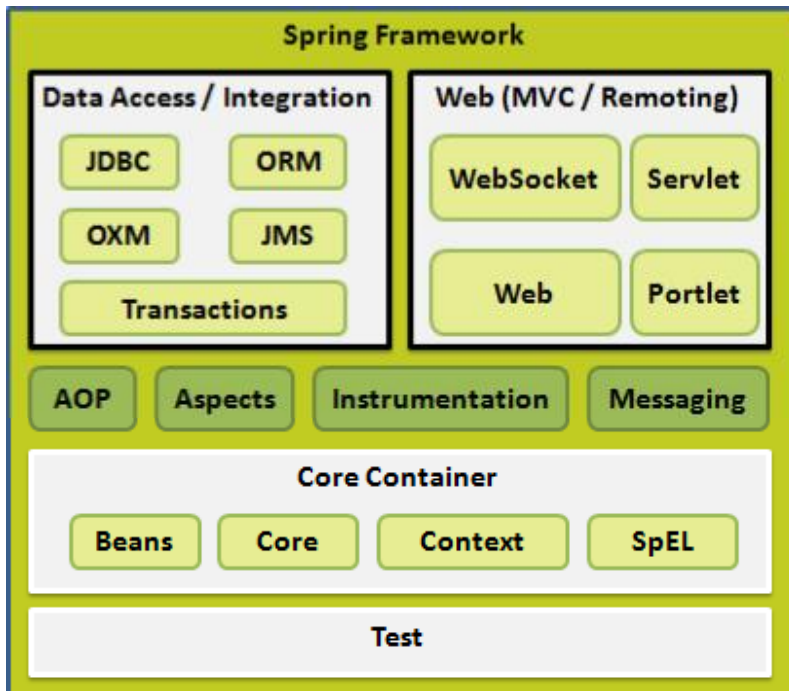 Spring Framework
Data Access / Integration
JDBC
ORM
OXM
JMS
Transactions
Web (MVC / Remoting)
WebSocket
Servlet
Web
Portlet
AOP
Aspects
Instrumentation
Messaging
Core Container
Beans
Core
Context
SpEL
Test